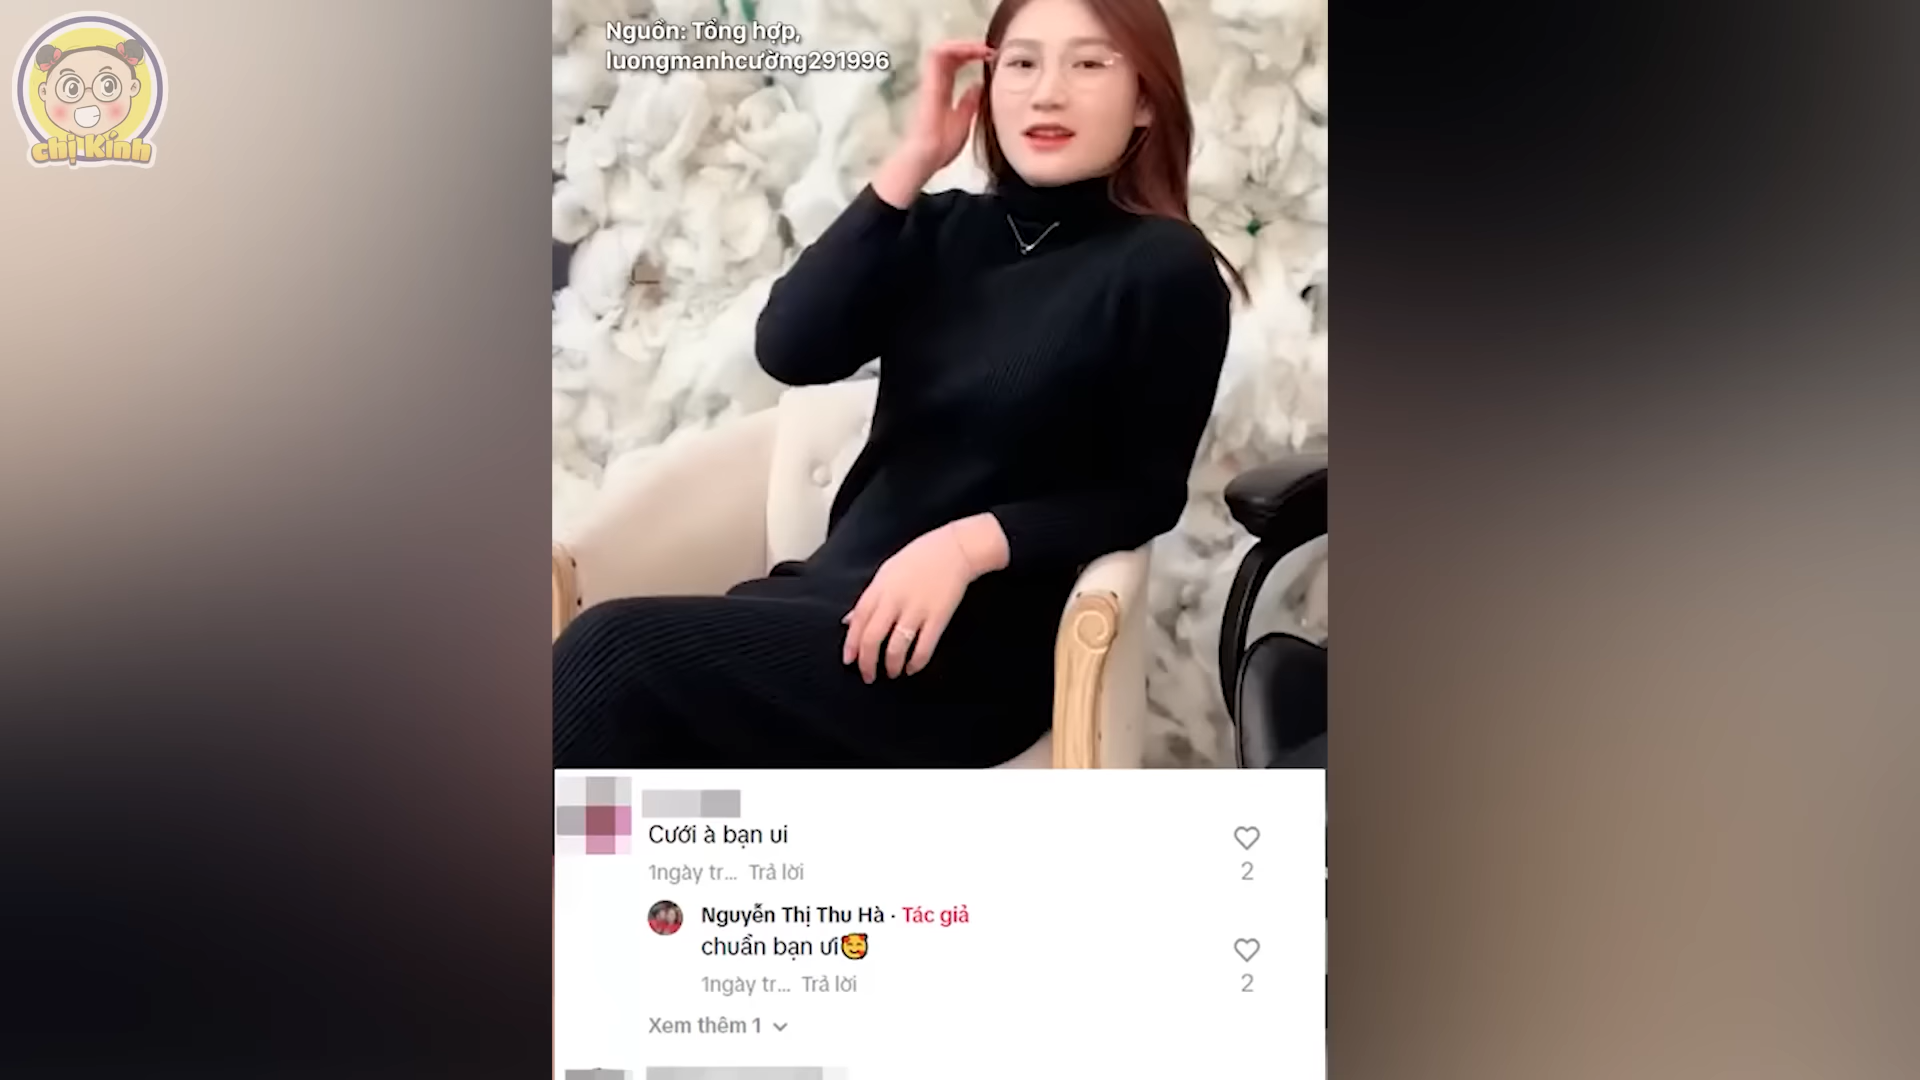 chị Kính
Nguồn: Tổng hợp,
luongmanhcường291996
Cưới à bạn ui
1ngày tr... Trả lời
2
Nguyễn Thị Thu Hà · Tác giả
chuẩn bạn ưi🥰
1ngày tr... Trả lời
2
Xem thêm 1